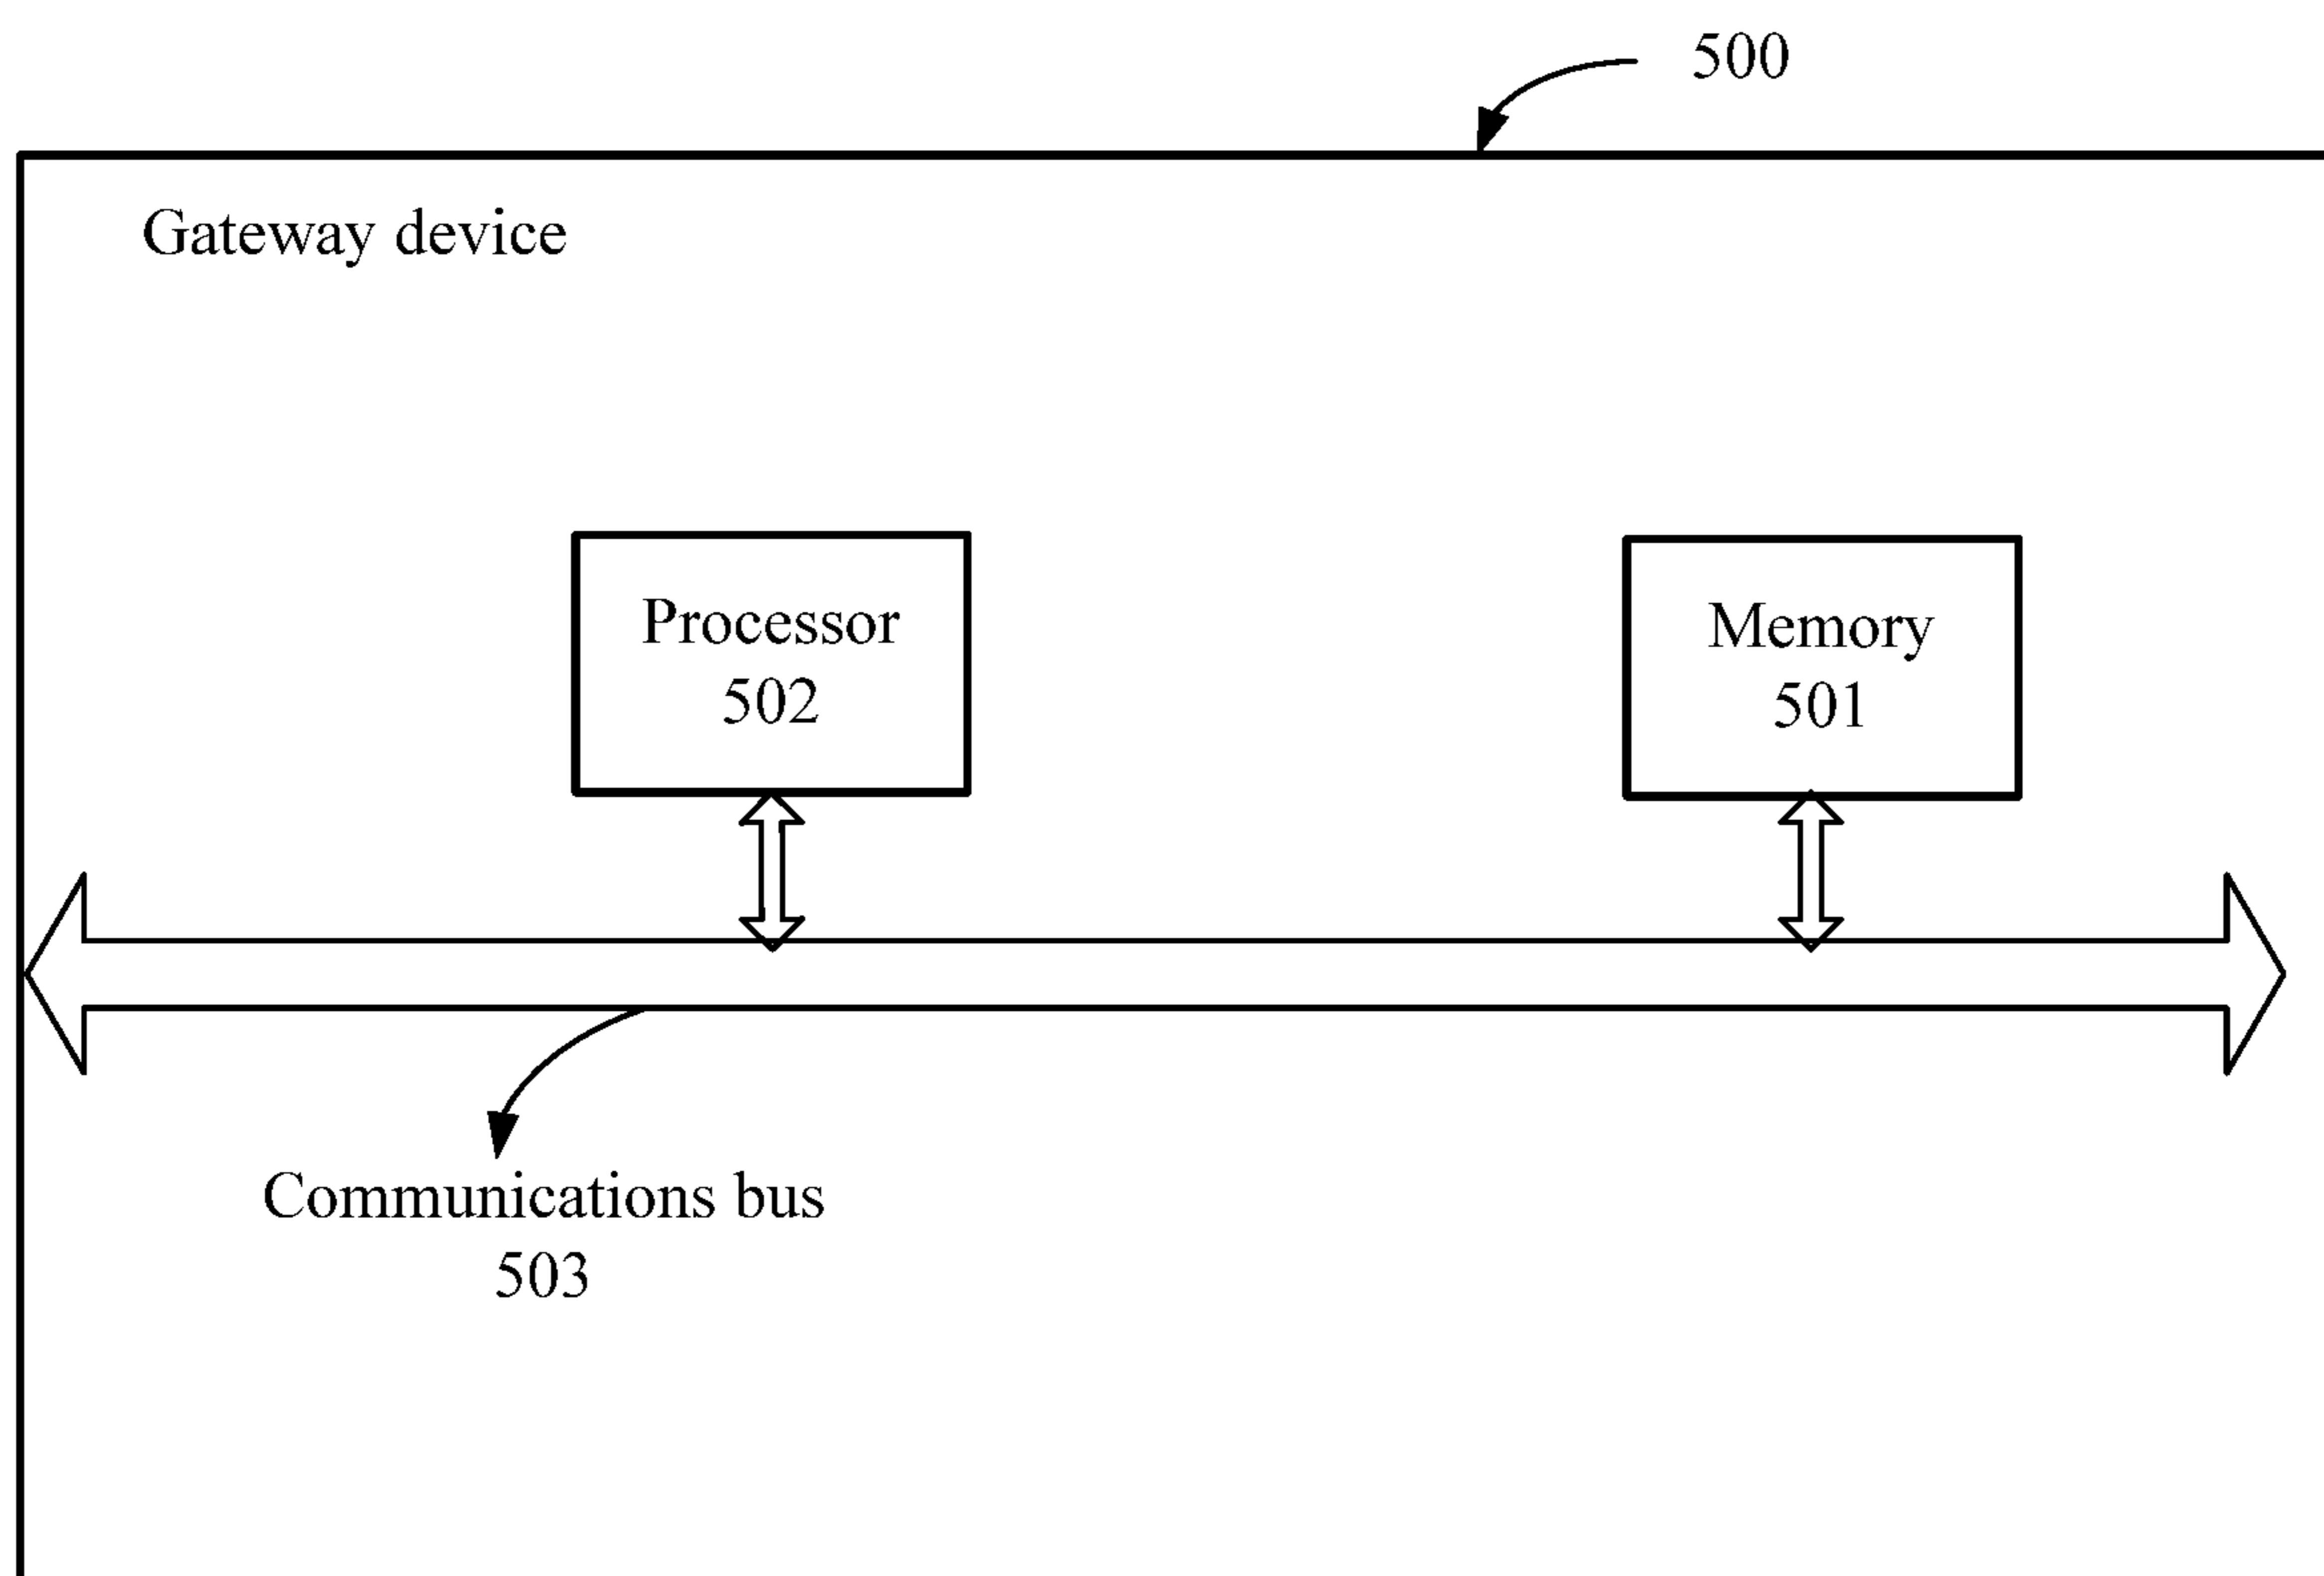 500
Gateway device
Processor
502
Memory
501
Communications bus
503